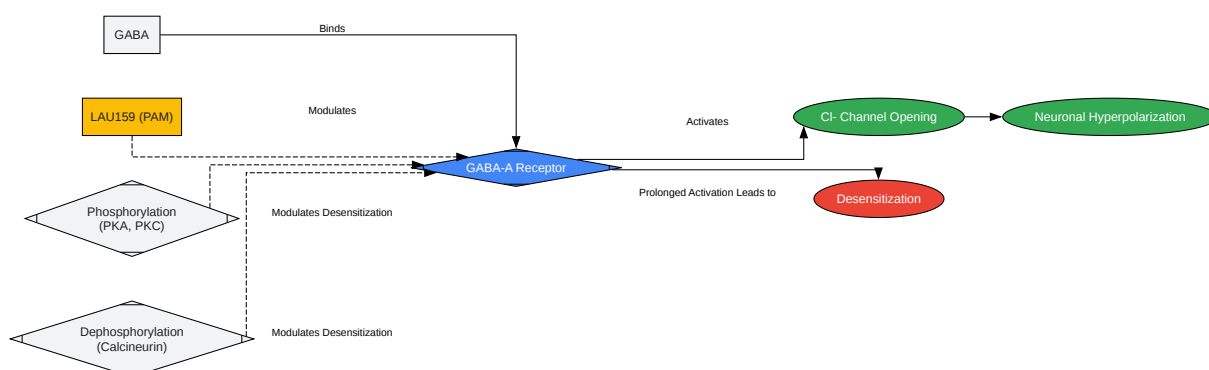 GABA
Binds
LAU159 (PAM)
Modulates
Activates
Cl- Channel Opening
Neuronal Hyperpolarization
GABA-A Receptor
Prolonged Activation Leads to
Desensitization
Phosphorylation
(PKA, PKC)
Modulates Desensitization
Dephosphorylation
(Calcineurin)
Modulates Desensitization